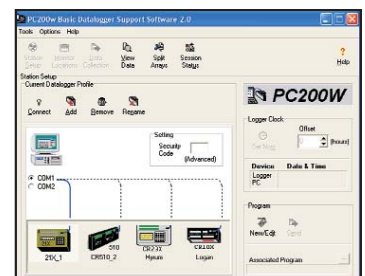 PC200w Basic Datalogger Support Software 2.0
Tools Options Help
Station Setup
Monitor Locations
Data Collection
View Data
Split Arrays
Session Status
Help
Station Setup
Current Datalogger Profile
Connect Add Remove Rename
PC200W
Setting
Security Code
(Advanced)
COM1
COM2
Logger Clock
Offset
Set Now
0
(hours)
Device Date & Time
Logger
PC
Program
New/Edit Send
Associated Program
21X_1
510
CR510_2
CR23X
Hyrum
CR10X
Logan